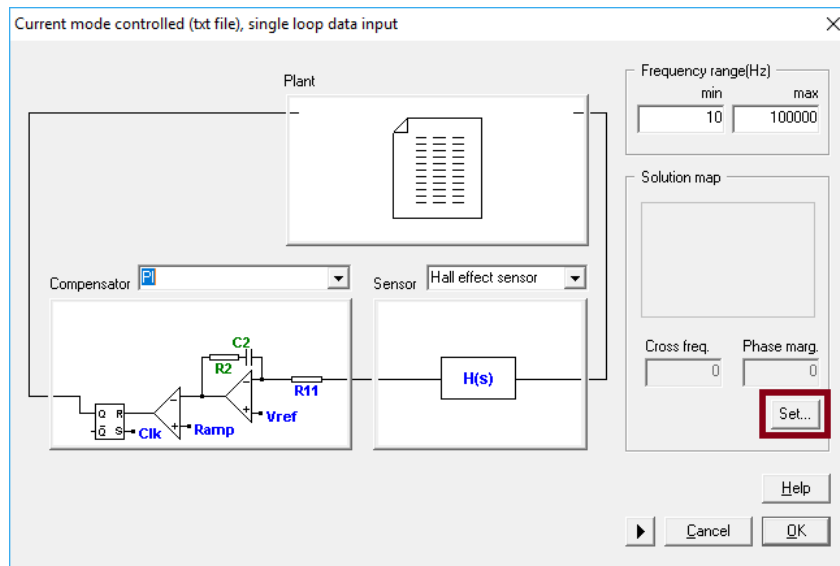 Current mode controlled (txt file), single loop data input
Plant
Frequency range(Hz)
min
max
10
100000
Solution map
Cross freq.
Phase marg.
0
0
Set...
Compensator
PI
Sensor
Hall effect sensor
C2
R2
R11
Vref
Ramp
Clk
Q R
Q S
H(s)
Help
Cancel
OK